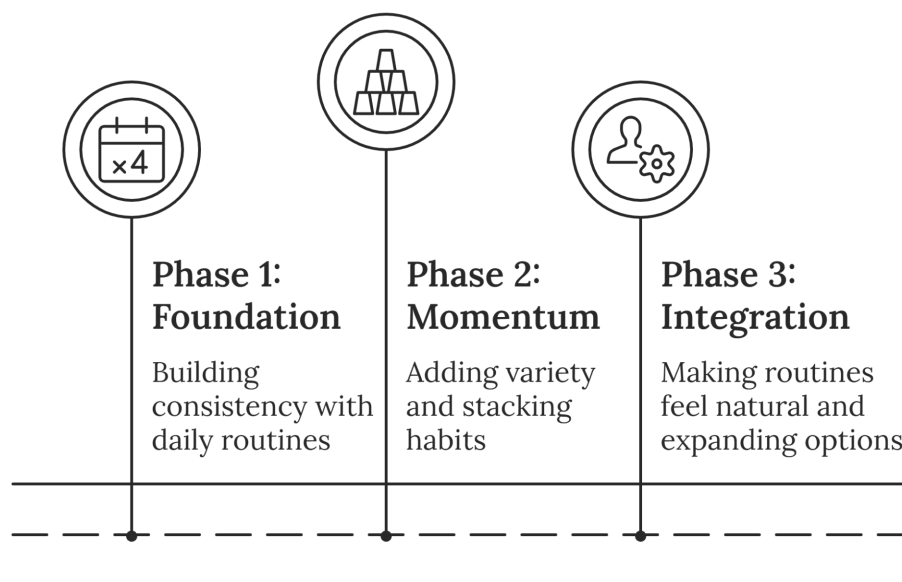 ×4
Phase 1:
Foundation
Building
consistency with
daily routines
Phase 2:
Momentum
Adding variety
and stacking
habits
Phase 3:
Integration
Making routines
feel natural and
expanding options